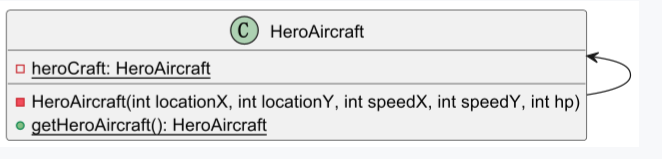 C HeroAircraft
heroCraft: HeroAircraft
HeroAircraft(int locationX, int locationY, int speedX, int speedY, int hp)
getHeroAircraft(): HeroAircraft